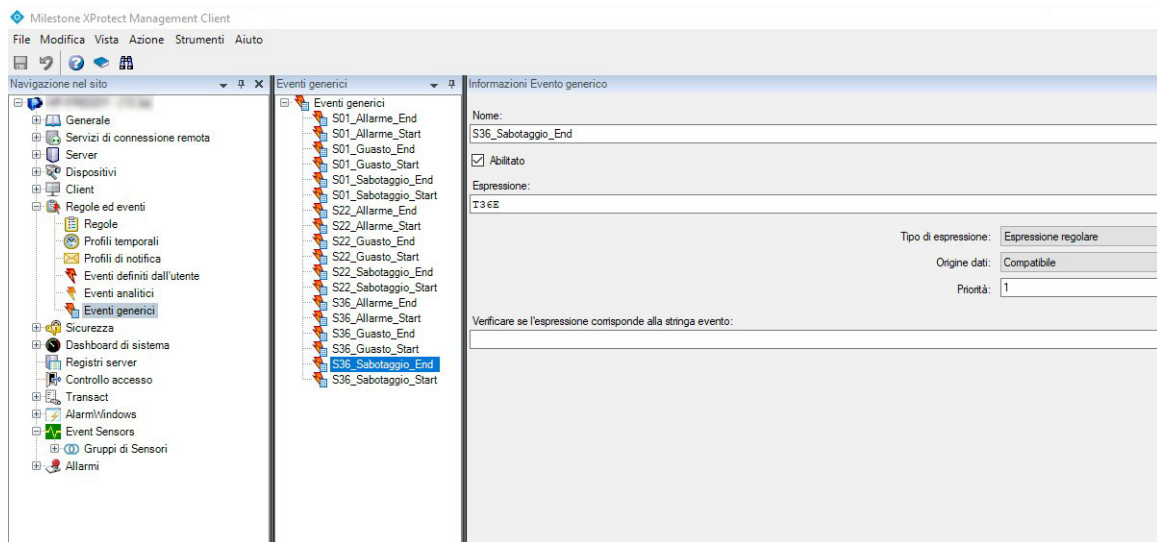 Milestone XProtect Management Client
File Modifica Vista Azione Strumenti Aiuto
Navigazione nel sito
Generale
Servizi di connessione remota
Server
Dispositivi
Client
Regole ed eventi
Regole
Profili temporali
Profili di notifica
Eventi definiti dall'utente
Eventi analitici
Eventi generici
Sicurezza
Dashboard di sistema
Registri server
Controllo accesso
Transact
AlarmWindows
Event Sensors
Gruppi di Sensori
Allarmi
Eventi generici
Eventi generici
S01_Allarme_End
S01_Allarme_Start
S01_Guasto_End
S01_Guasto_Start
S01_Sabotaggio_End
S01_Sabotaggio_Start
S22_Allarme_End
S22_Allarme_Start
S22_Guasto_End
S22_Guasto_Start
S22_Sabotaggio_End
S22_Sabotaggio_Start
S36_Allarme_End
S36_Allarme_Start
S36_Guasto_End
S36_Guasto_Start
S36_Sabotaggio_End
S36_Sabotaggio_Start
Informazioni Evento generico
Nome:
S36_Sabotaggio_End
Abilitato
Espressione:
T36E
Tipo di espressione: Espressione regolare
Origine dati: Compatibile
Priorità: 1
Verificare se l'espressione corrisponde alla stringa evento: